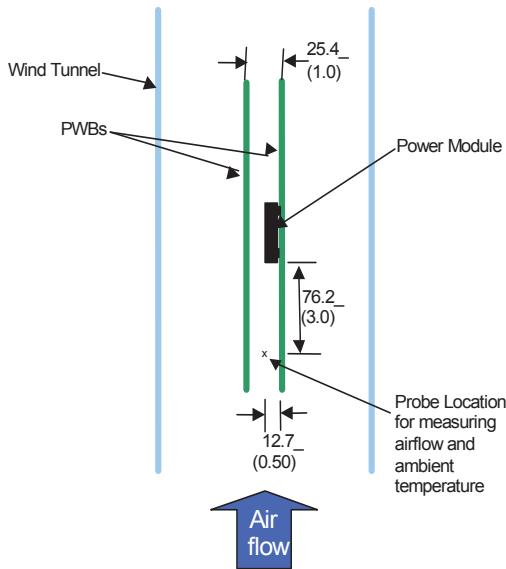 25.4_
(1.0)
Wind Tunnel
PWBs
Power Module
76.2_
(3.0)
x
Probe Location
for measuring
airflow and
ambient
temperature
12.7_
(0.50)
Air
flow